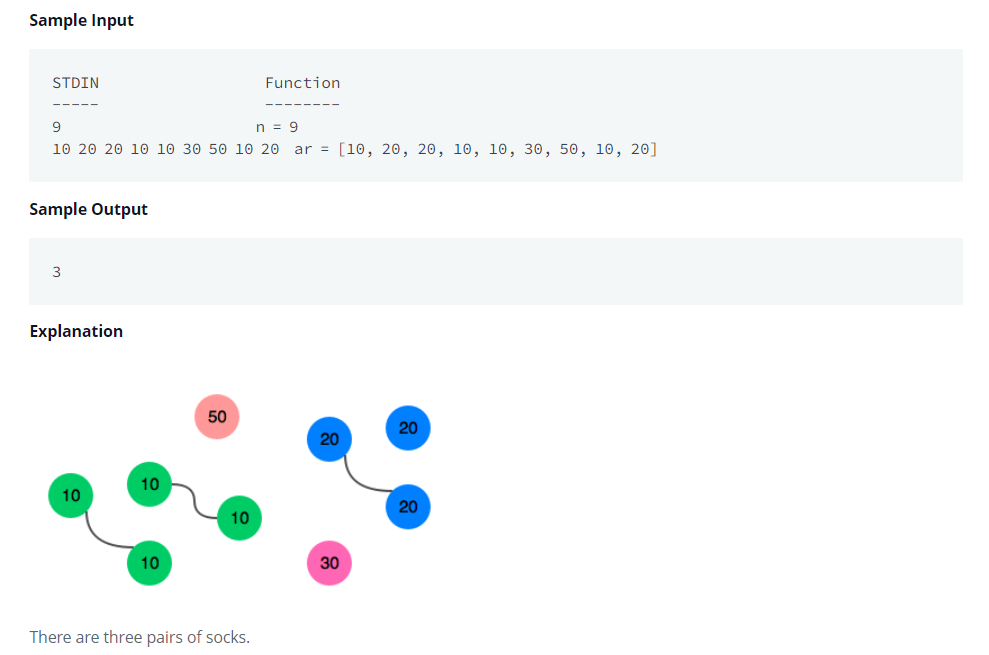 Sample Input
STDIN Function
----- --------
9 n = 9
10 20 20 10 10 30 50 10 20 ar = [10, 20, 20, 10, 10, 30, 50, 10, 20]
Sample Output
3
Explanation
50
20
20
10
10
10
20
10
30
There are three pairs of socks.